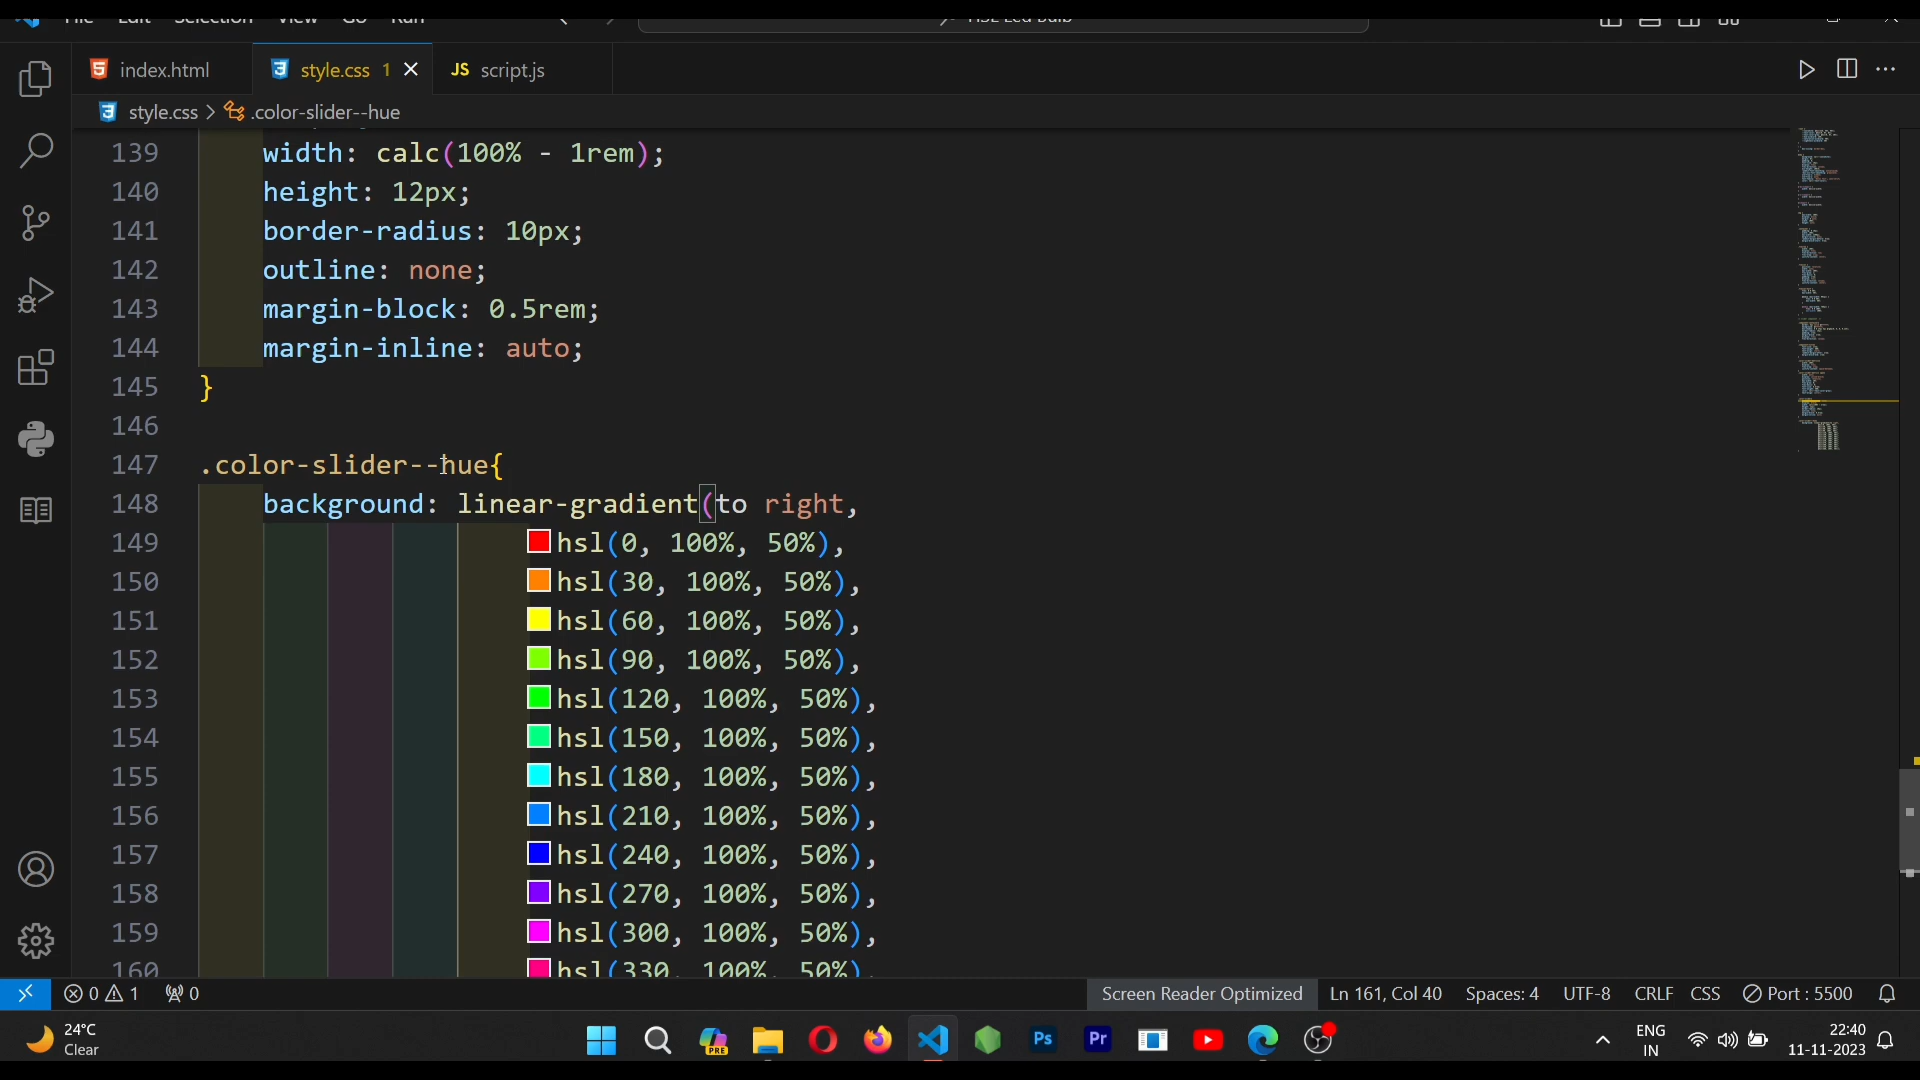 File Edit Selection View Go Run HSL Led Bulb
index.html style.css 1 JS script.js
style.css > .color-slider--hue
139 width: calc(100% - 1rem);
140 height: 12px;
141 border-radius: 10px;
142 outline: none;
143 margin-block: 0.5rem;
144 margin-inline: auto;
145 }
146
147 .color-slider--hue{
148 background: linear-gradient(to right,
149 hsl(0, 100%, 50%),
150 hsl(30, 100%, 50%),
151 hsl(60, 100%, 50%),
152 hsl(90, 100%, 50%),
153 hsl(120, 100%, 50%),
154 hsl(150, 100%, 50%),
155 hsl(180, 100%, 50%),
156 hsl(210, 100%, 50%),
157 hsl(240, 100%, 50%),
158 hsl(270, 100%, 50%),
159 hsl(300, 100%, 50%),
160 hsl(330, 100%, 50%),
0 1 0 Screen Reader Optimized Ln 161, Col 40 Spaces: 4 UTF-8 CRLF CSS Port : 5500
24°C
Clear
PRE Ps Pr
ENG
IN
22:40
11-11-2023